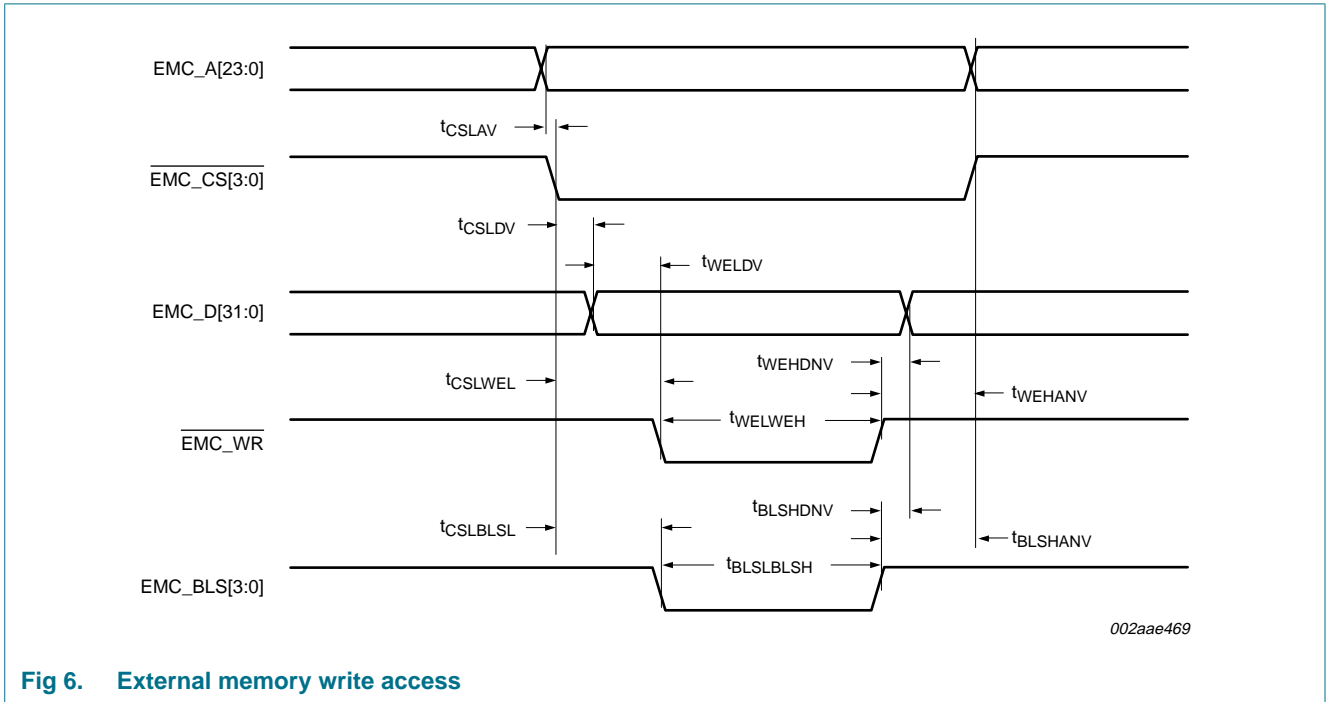 EMC_A[23:0]
tCSLAV
EMC_CS[3:0]
tCSLDV
tWELDV
EMC_D[31:0]
tWEHDNV
tCSLWEL
tWEHANV
tWELWEH
EMC_WR
tBLSHDNV
tCSLBLSL
tBLSHANV
tBLSLBLSH
EMC_BLS[3:0]
002aae469
Fig 6. External memory write access